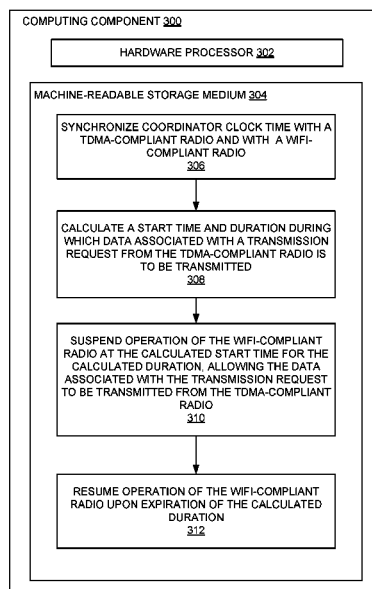 COMPUTING COMPONENT 300
HARDWARE PROCESSOR 302
MACHINE-READABLE STORAGE MEDIUM 304
SYNCHRONIZE COORDINATOR CLOCK TIME WITH A
TDMA-COMPLIANT RADIO AND WITH A WIFI-
COMPLIANT RADIO
306
CALCULATE A START TIME AND DURATION DURING
WHICH DATA ASSOCIATED WITH A TRANSMISSION
REQUEST FROM THE TDMA-COMPLIANT RADIO IS
TO BE TRANSMITTED
308
SUSPEND OPERATION OF THE WIFI-COMPLIANT
RADIO AT THE CALCULATED START TIME FOR THE
CALCULATED DURATION, ALLOWING THE DATA
ASSOCIATED WITH THE TRANSMISSION REQUEST
TO BE TRANSMITTED FROM THE TDMA-COMPLIANT
RADIO
310
RESUME OPERATION OF THE WIFI-COMPLIANT
RADIO UPON EXPIRATION OF THE CALCULATED
DURATION
312